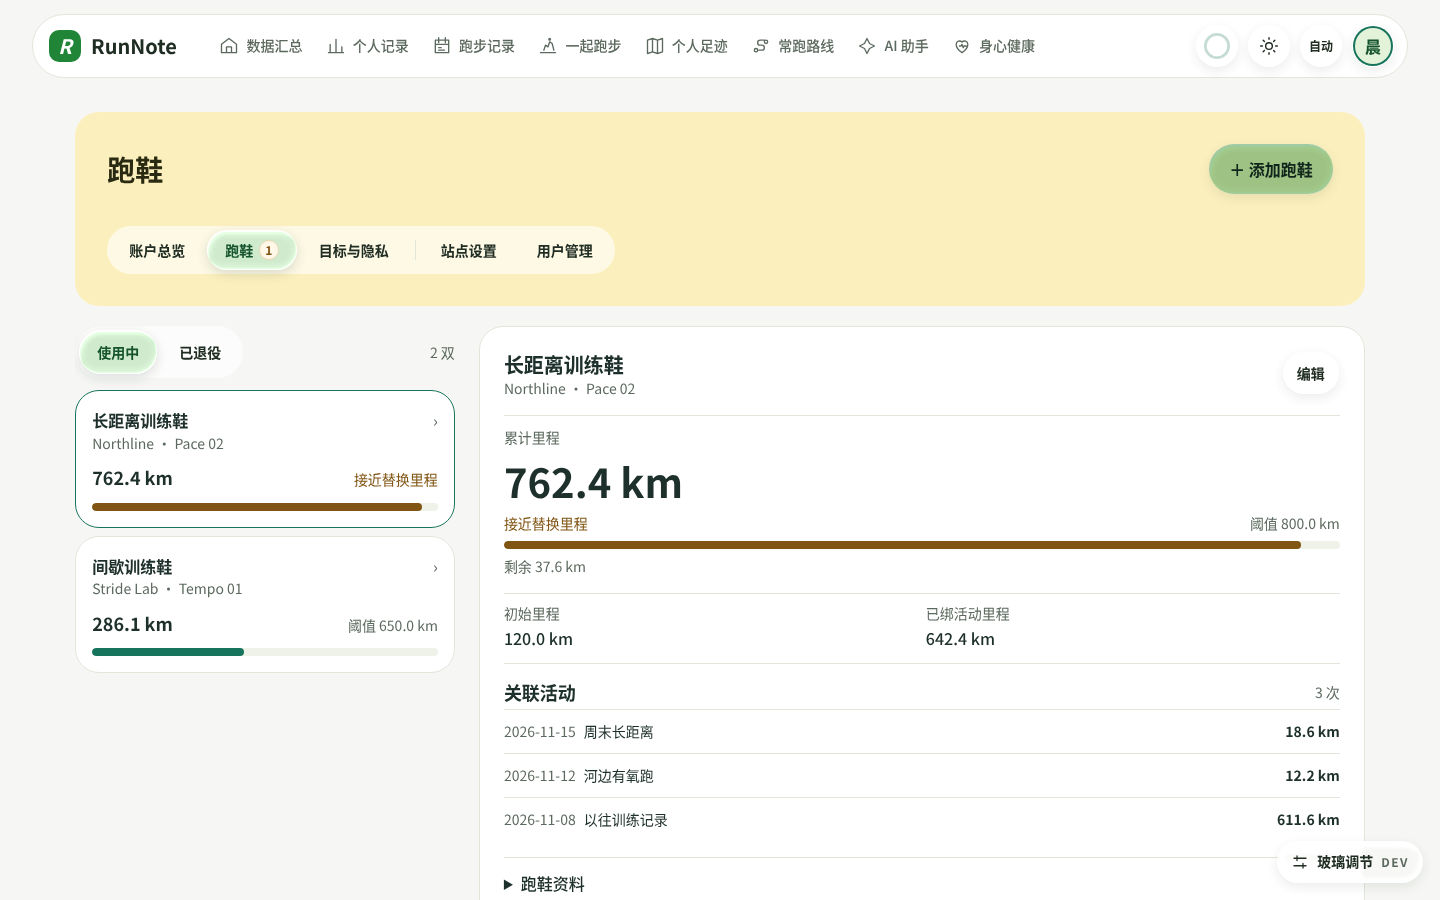 R RunNote 数据汇总 个人记录 跑步记录 一起跑步 个人足迹 常跑路线 AI 助手 身心健康 自动 晨
跑鞋
+ 添加跑鞋
账户总览 跑鞋 1 目标与隐私 站点设置 用户管理
使用中 已退役 2 双
长距离训练鞋 ›
Northline • Pace 02
762.4 km 接近替换里程
间歇训练鞋 ›
Stride Lab • Tempo 01
286.1 km 阈值 650.0 km
长距离训练鞋
Northline • Pace 02
编辑
累计里程
762.4 km
接近替换里程 阈值 800.0 km
剩余 37.6 km
初始里程 已绑活动里程
120.0 km 642.4 km
关联活动 3 次
2026-11-15 周末长距离 18.6 km
2026-11-12 河边有氧跑 12.2 km
2026-11-08 以往训练记录 611.6 km
玻璃调节 DEV
▶ 跑鞋资料